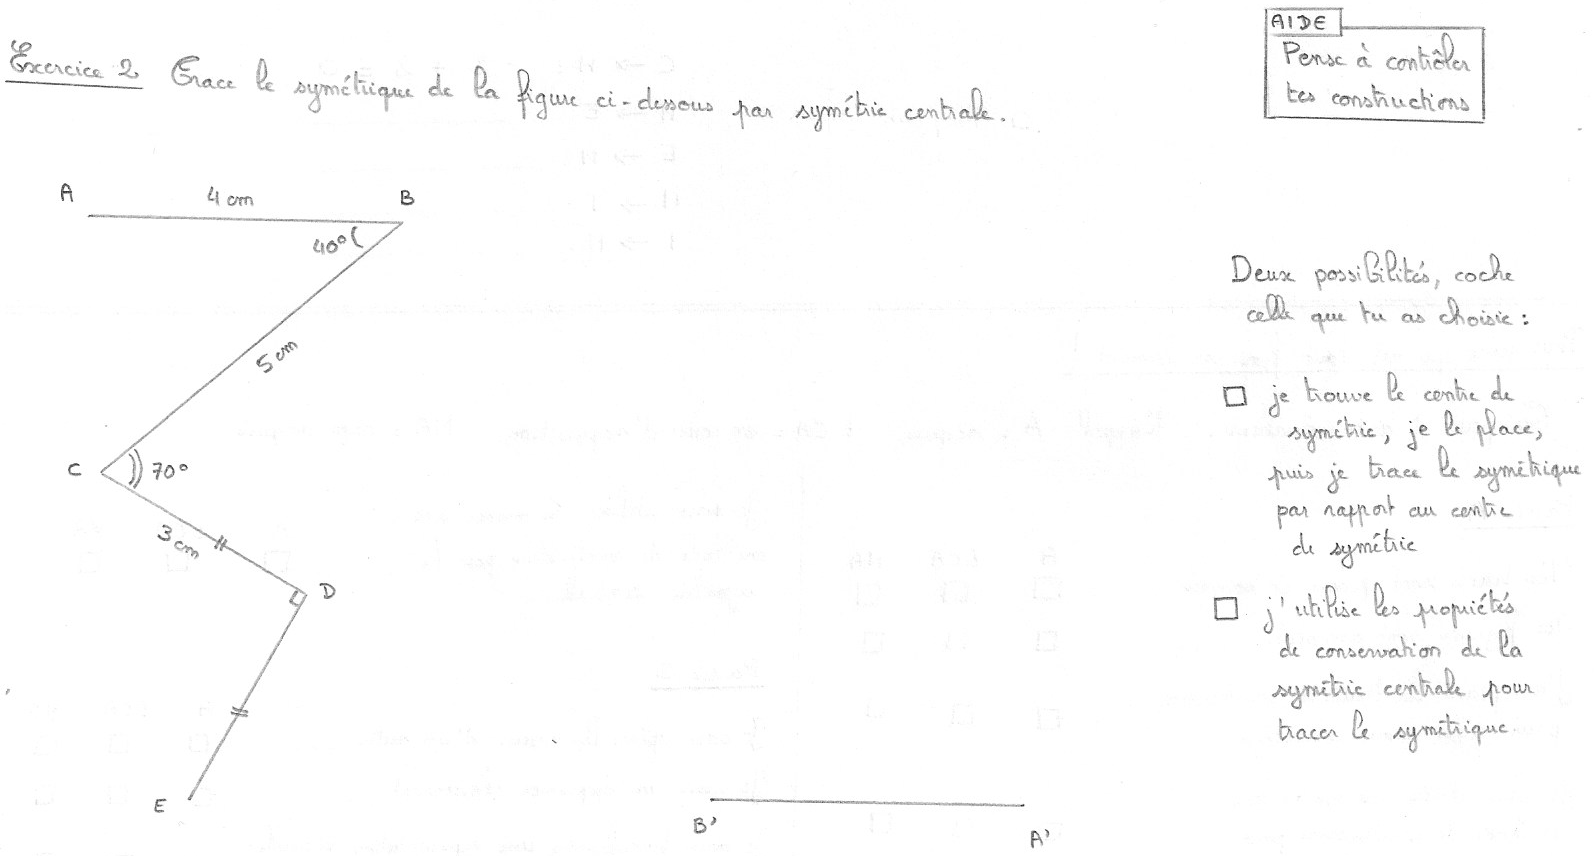 Exercice 2 Trace le symétrique de la figure ci-dessous par symétrie centrale.
AIDE
Pense à contrôler
tes constructions
A 4 cm B
40°
5 cm
C 70°
3 cm
D
E
B'
A'
Deux possibilités, coche
celle que tu as choisie :
je trouve le centre de
symétrie, je le place,
puis je trace le symétrique
par rapport au centre
de symétrie
j'utilise les propriétés
de conservation de la
symétrie centrale pour
tracer le symétrique.